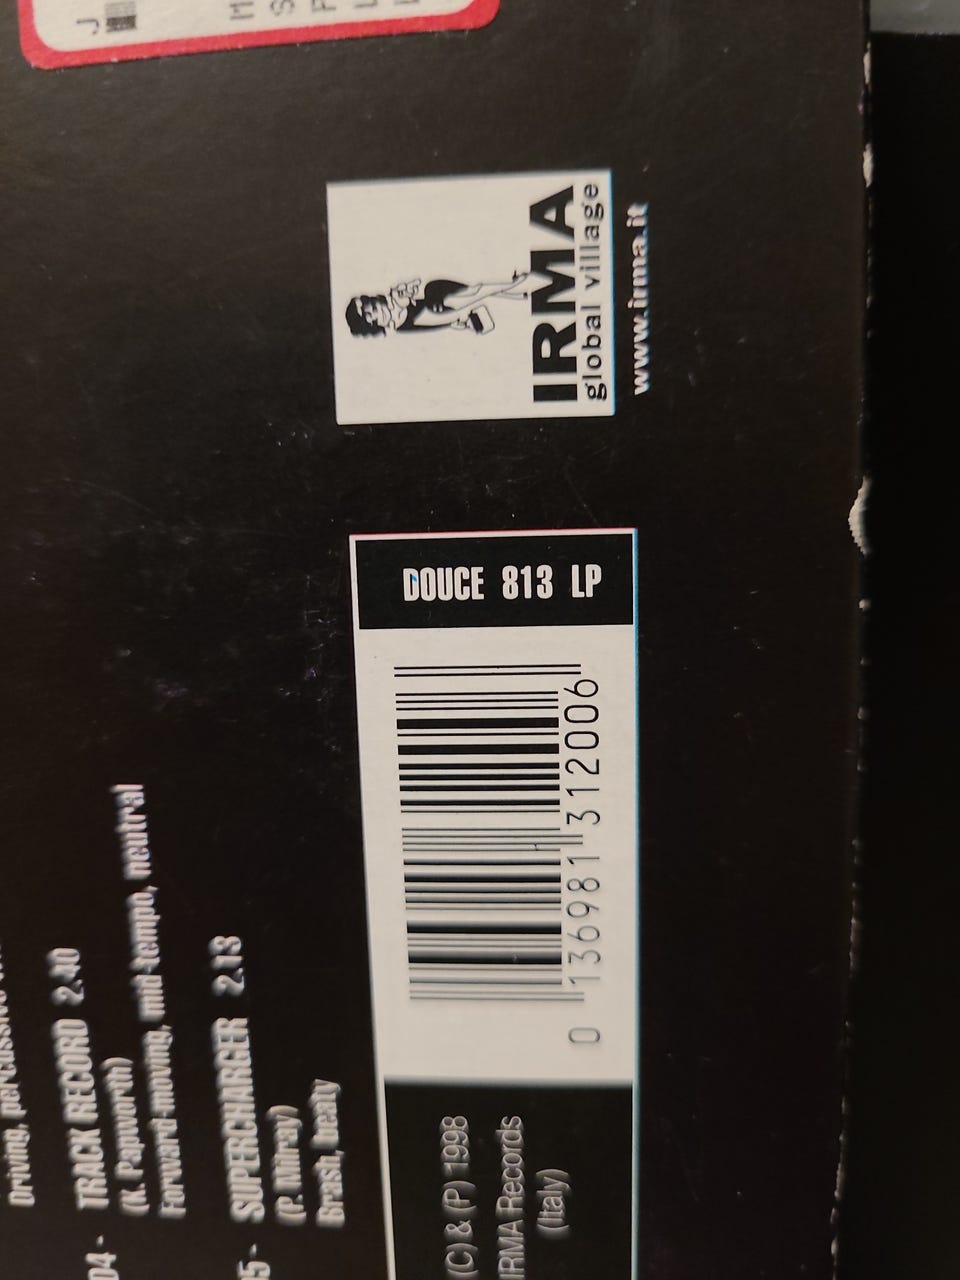 Driving, percussive
04 - TRACK RECORD 2.40
(K. Papworth)
Forward-moving, mid-tempo, neutral
05 - SUPERCHARGER 2.13
(P. Milray)
Brash, beaty
(C) & (P) 1998
IRMA Records
(Italy)
0 136981 312006
DOUCE 813 LP
IRMA
global village
www.irma.it